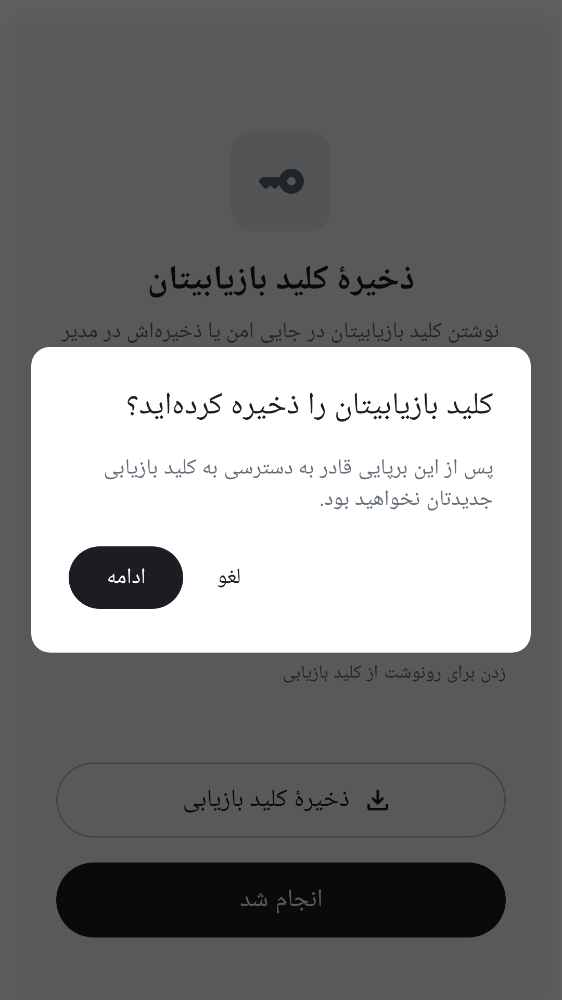 ذخیرهٔ کلید بازیابیتان
نوشتن کلید بازیابیتان در جایی امن یا ذخیره‌اش در مدیر
کلید بازیابیتان را ذخیره کرده‌اید؟
پس از این برپایی قادر به دسترسی به کلید بازیابی
جدیدتان نخواهید بود.
لغو
ادامه
زدن برای رونوشت از کلید بازیابی
ذخیرهٔ کلید بازیابی
انجام شد